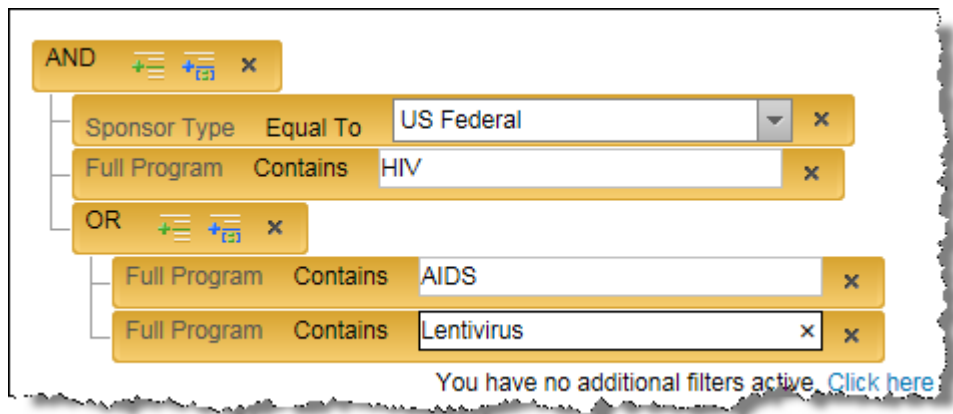 AND
Sponsor Type Equal To US Federal
Full Program Contains HIV
OR
Full Program Contains AIDS
Full Program Contains Lentivirus
You have no additional filters active. Click here